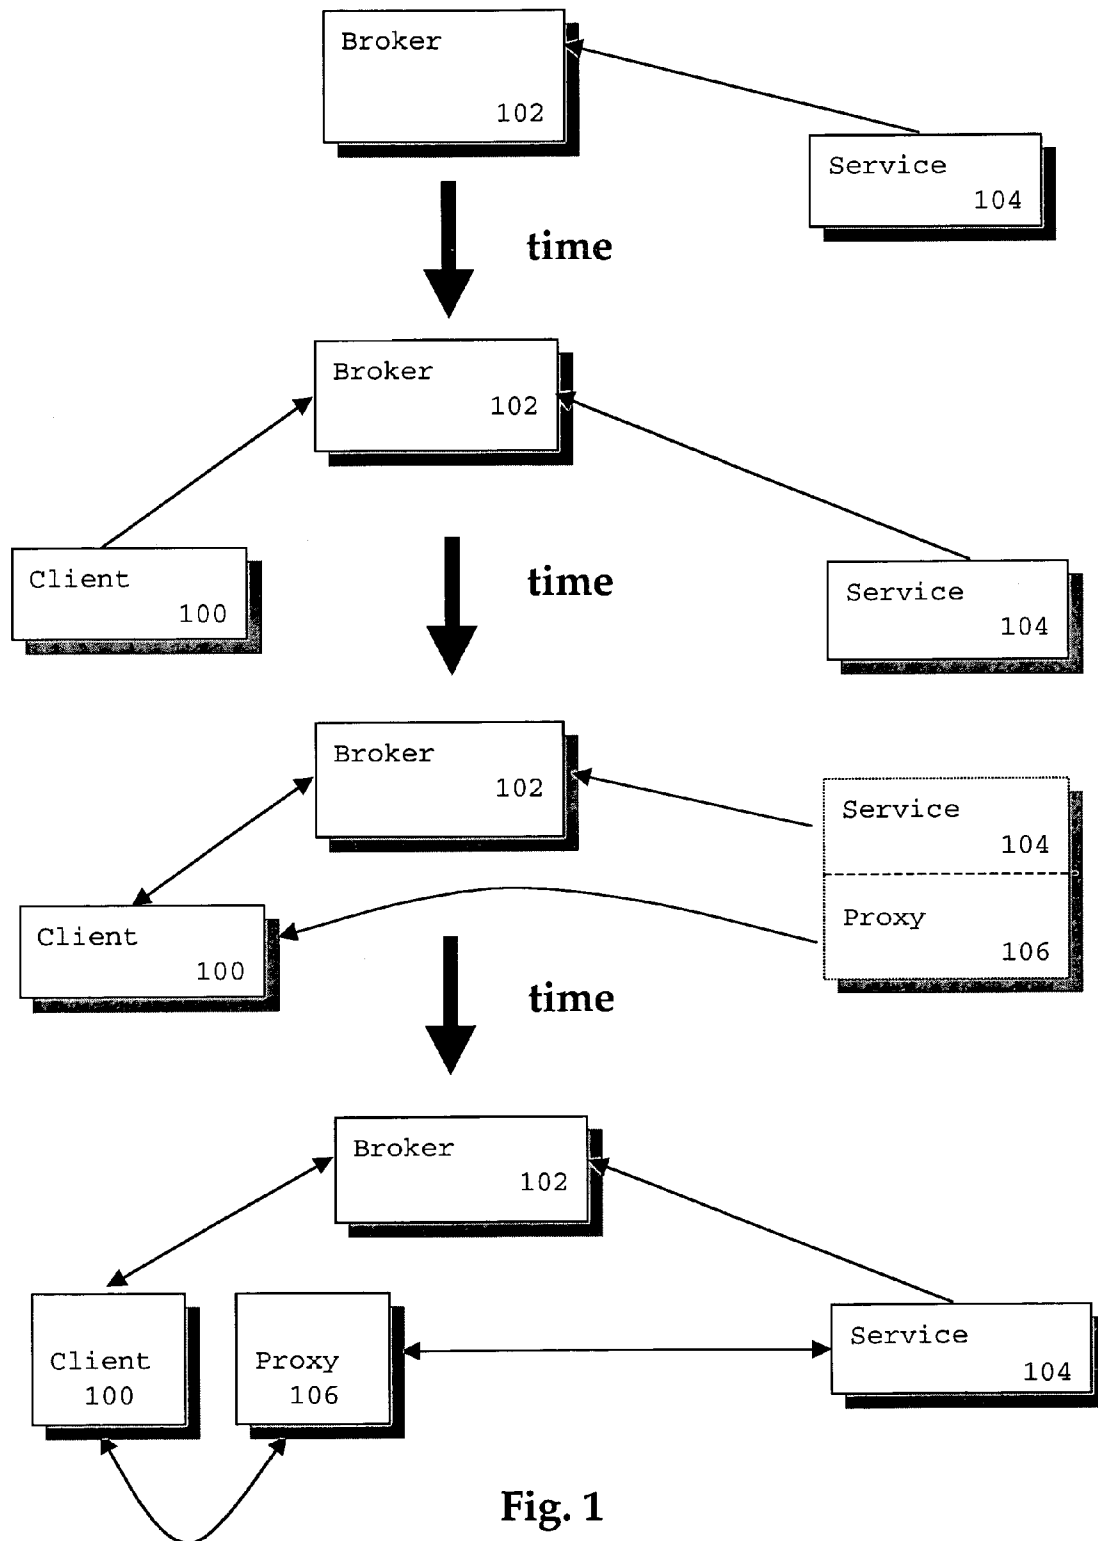 Broker
102
Service
104
time
Broker
102
Client
100
time
Service
104
Broker
102
Service
104
Proxy
106
Client
100
time
Broker
102
Client
100
Proxy
106
Service
104
Fig. 1